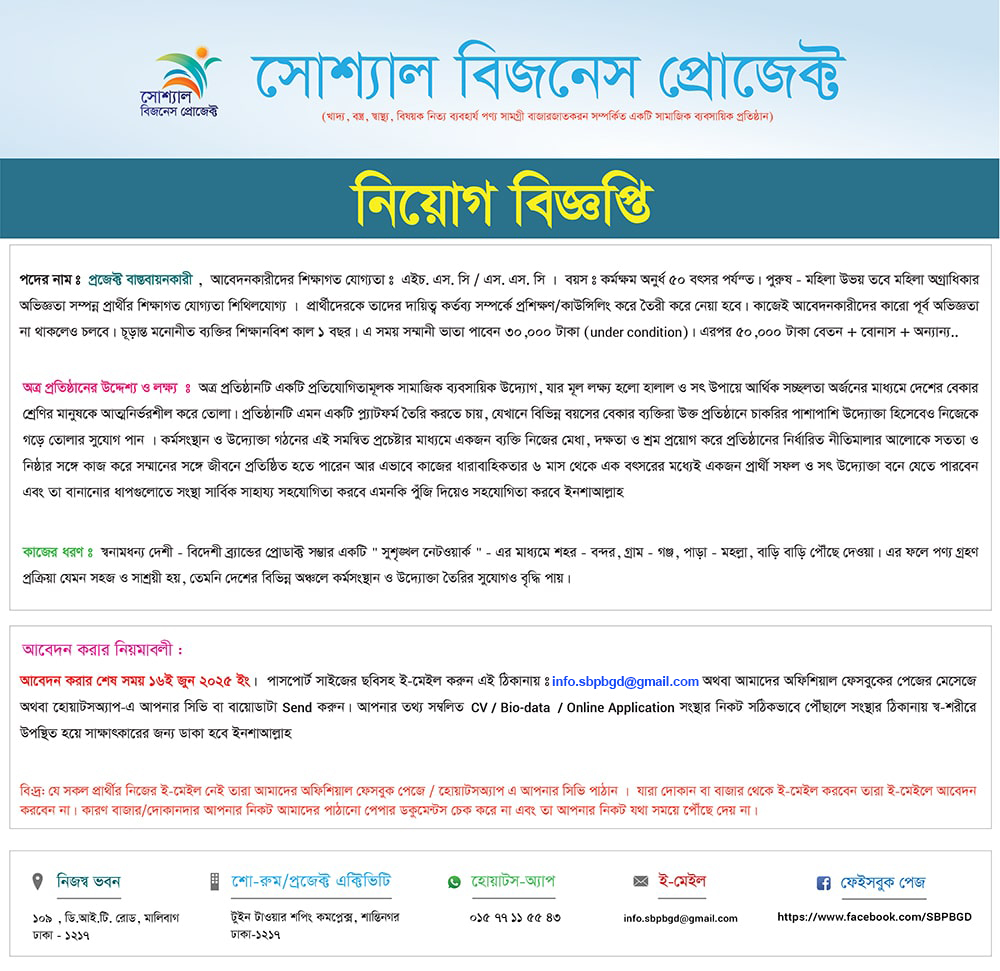 সোশ্যাল
বিজনেস প্রোজেক্ট
সোশ্যাল বিজনেস প্রোজেক্ট
(খাদ্য, বস্ত্র, স্বাস্থ্য, বিষয়ক নিত্য ব্যবহার্য পণ্য সামগ্রী বাজারজাতকরন সম্পর্কিত একটি সামাজিক ব্যবসায়িক প্রতিষ্ঠান)
নিয়োগ বিজ্ঞপ্তি
পদের নাম ঃ প্রজেক্ট বাস্তবায়নকারী , আবেদনকারীদের শিক্ষাগত যোগ্যতা ঃ এইচ. এস. সি / এস. এস. সি । বয়স ঃ কর্মক্ষম অনুর্ধ ৫০ বৎসর পর্যন্ত। পুরুষ - মহিলা উভয় তবে মহিলা অগ্রাধিকার
অভিজ্ঞতা সম্পন্ন প্রার্থীর শিক্ষাগত যোগ্যতা শিথিলযোগ্য । প্রার্থীদেরকে তাদের দায়িত্ব কর্তব্য সম্পর্কে প্রশিক্ষণ/কাউন্সিলিং করে তৈরী করে নেয়া হবে। কাজেই আবেদনকারীদের কারো পূর্ব অভিজ্ঞতা
না থাকলেও চলবে। চূড়ান্ত মনোনীত ব্যক্তির শিক্ষানবিশ কাল ১ বছর। এ সময় সম্মানী ভাতা পাবেন ৩০,০০০ টাকা (under condition)। এরপর ৫০,০০০ টাকা বেতন + বোনাস + অন্যান্য..
অত্র প্রতিষ্ঠানের উদ্দেশ্য ও লক্ষ্য ঃ অত্র প্রতিষ্ঠানটি একটি প্রতিযোগিতামূলক সামাজিক ব্যবসায়িক উদ্যোগ, যার মূল লক্ষ্য হলো হালাল ও সৎ উপায়ে আর্থিক সচ্ছলতা অর্জনের মাধ্যমে দেশের বেকার
শ্রেণির মানুষকে আত্মনির্ভরশীল করে তোলা। প্রতিষ্ঠানটি এমন একটি প্ল্যাটফর্ম তৈরি করতে চায়, যেখানে বিভিন্ন বয়সের বেকার ব্যক্তিরা উক্ত প্রতিষ্ঠানে চাকরির পাশাপাশি উদ্যোক্তা হিসেবেও নিজেকে
গড়ে তোলার সুযোগ পান । কর্মসংস্থান ও উদ্যোক্তা গঠনের এই সমন্বিত প্রচেষ্টার মাধ্যমে একজন ব্যক্তি নিজের মেধা, দক্ষতা ও শ্রম প্রয়োগ করে প্রতিষ্ঠানের নির্ধারিত নীতিমালার আলোকে সততা ও
নিষ্ঠার সঙ্গে কাজ করে সম্মানের সঙ্গে জীবনে প্রতিষ্ঠিত হতে পারেন আর এভাবে কাজের ধারাবাহিকতার ৬ মাস থেকে এক বৎসরের মধ্যেই একজন প্রার্থী সফল ও সৎ উদ্যোক্তা বনে যেতে পারবেন
এবং তা বানানোর ধাপগুলোতে সংস্থা সার্বিক সাহায্য সহযোগিতা করবে এমনকি পুঁজি দিয়েও সহযোগিতা করবে ইনশাআল্লাহ
কাজের ধরণ ঃ স্বনামধন্য দেশী - বিদেশী ব্র্যান্ডের প্রোডাক্ট সম্ভার একটি " সুশৃঙ্খল নেটওয়ার্ক " - এর মাধ্যমে শহর - বন্দর, গ্রাম - গঞ্জ, পাড়া - মহল্লা, বাড়ি বাড়ি পৌঁছে দেওয়া। এর ফলে পণ্য গ্রহণ
প্রক্রিয়া যেমন সহজ ও সাশ্রয়ী হয়, তেমনি দেশের বিভিন্ন অঞ্চলে কর্মসংস্থান ও উদ্যোক্তা তৈরির সুযোগও বৃদ্ধি পায়।
আবেদন করার নিয়মাবলী :
আবেদন করার শেষ সময় ১৬ই জুন ২০২৫ ইং। পাসপোর্ট সাইজের ছবিসহ ই-মেইল করুন এই ঠিকানায় ঃ info.sbpbgd@gmail.com অথবা আমাদের অফিশিয়াল ফেসবুকের পেজের মেসেজে
অথবা হোয়াটসঅ্যাপ-এ আপনার সিভি বা বায়োডাটা Send করুন। আপনার তথ্য সম্বলিত CV / Bio-data / Online Application সংস্থার নিকট সঠিকভাবে পৌঁছালে সংস্থার ঠিকানায় স্ব-শরীরে
উপস্থিত হয়ে সাক্ষাৎকারের জন্য ডাকা হবে ইনশাআল্লাহ
বি:দ্র: যে সকল প্রার্থীর নিজের ই-মেইল নেই তারা আমাদের অফিশিয়াল ফেসবুক পেজে / হোয়াটসঅ্যাপ এ আপনার সিভি পাঠান । যারা দোকান বা বাজার থেকে ই-মেইল করবেন তারা ই-মেইলে আবেদন
করবেন না। কারণ বাজার/দোকানদার আপনার নিকট আমাদের পাঠানো পেপার ডকুমেন্টস চেক করে না এবং তা আপনার নিকট যথা সময়ে পৌঁছে দেয় না।
নিজস্ব ভবন
১০৯ , ডি.আই.টি, রোড, মালিবাগ
ঢাকা - ১২১৭
শো-রুম/প্রজেক্ট এক্টিভিটি
টুইন টাওয়ার শপিং কমপ্লেক্স, শান্তিনগর
ঢাকা-১২১৭
হোয়াটস-অ্যাপ
০১৫ ৭৭ ১১ ৫৫ ৪৩
ই-মেইল
info.sbpbgd@gmail.com
ফেইসবুক পেজ
https://www.facebook.com/SBPBGD